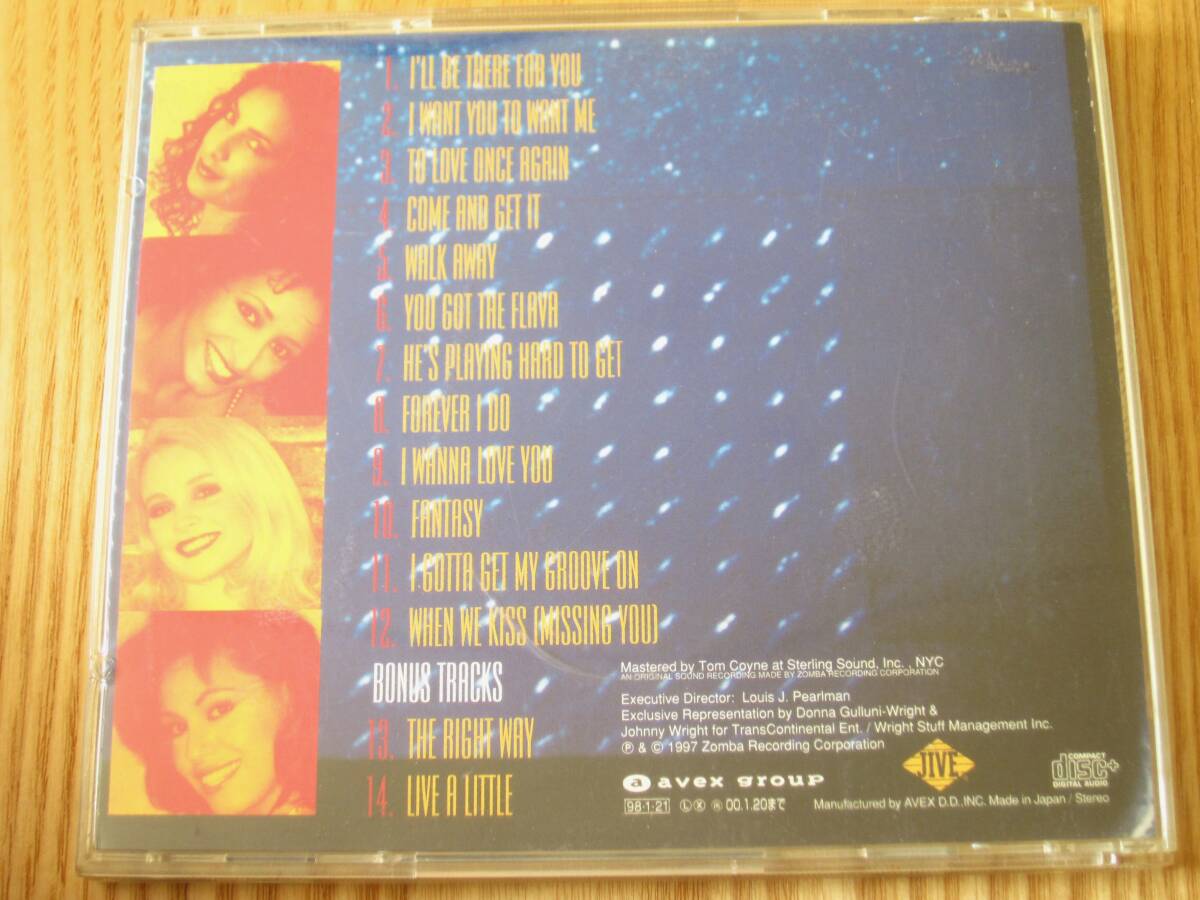 1. I'LL BE THERE FOR YOU
2. I WANT YOU TO WANT ME
3. TO LOVE ONCE AGAIN
4. COME AND GET IT
5. WALK AWAY
6. YOU GOT THE FLAVA
7. HE'S PLAYING HARD TO GET
8. FOREVER I DO
9. I WANNA LOVE YOU
10. FANTASY
11. I GOTTA GET MY GROOVE ON
12. WHEN WE KISS (MISSING YOU)
BONUS TRACKS
13. THE RIGHT WAY
14. LIVE A LITTLE
Mastered by Tom Coyne at Sterling Sound, Inc., NYC
AN ORIGINAL SOUND RECORDING MADE BY ZOMBA RECORDING CORPORATION
Executive Director: Louis J. Pearlman
Exclusive Representation by Donna Gulluni-Wright &
Johnny Wright for TransContinental Ent. / Wright Stuff Management Inc.
℗ & © 1997 Zomba Recording Corporation
a avex group
JIVE
COMPACT
disc+
DIGITAL AUDIO
98·1·21 Ⓛ Ⓧ 00.1.20まで
Manufactured by AVEX D.D.,INC. Made in Japan / Stereo